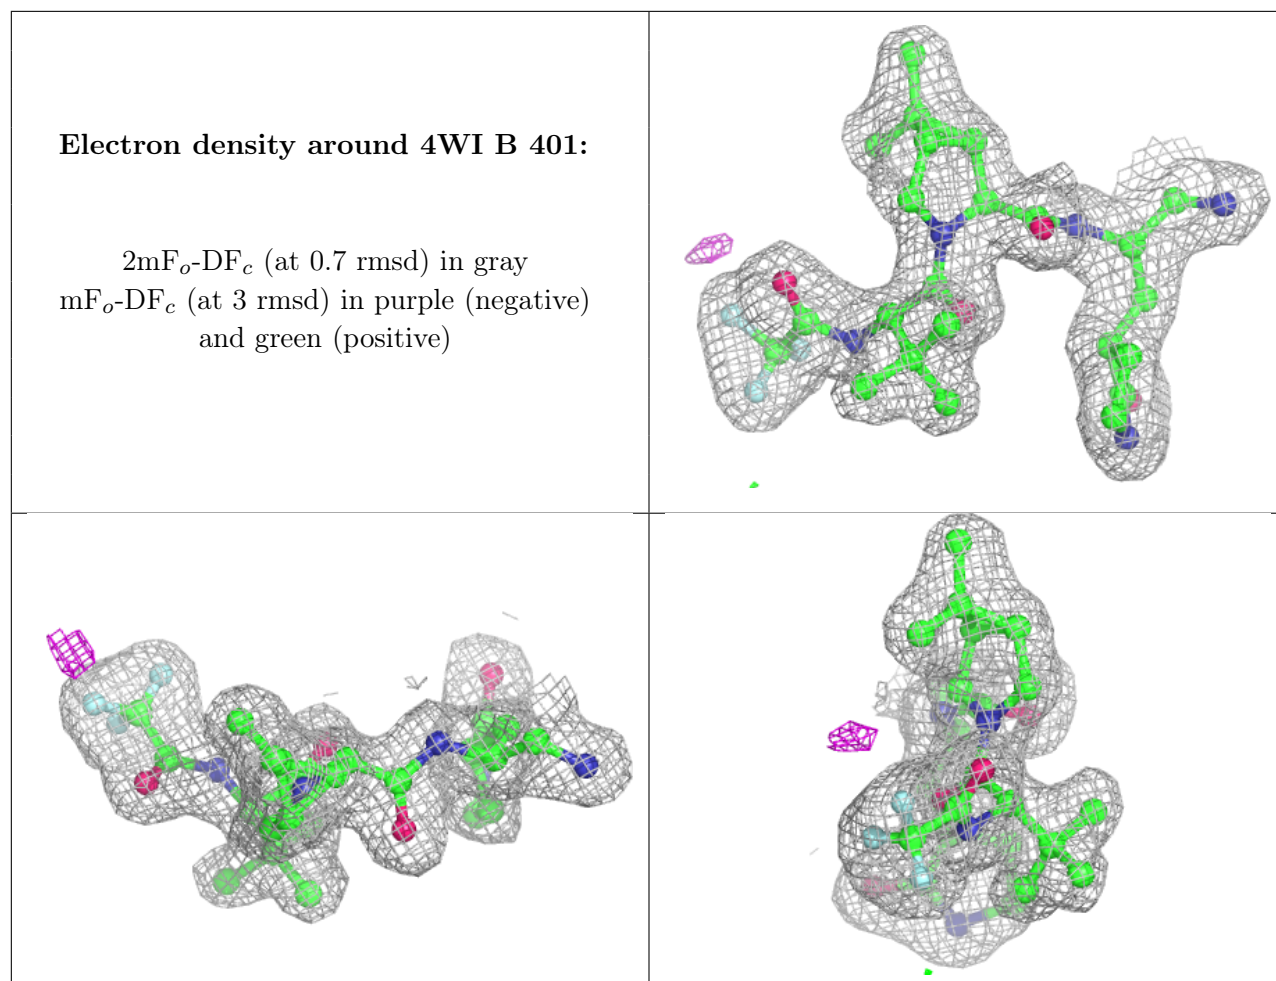 Electron density around 4WI B 401:
2mFo-DFc (at 0.7 rmsd) in gray
mFo-DFc (at 3 rmsd) in purple (negative)
and green (positive)